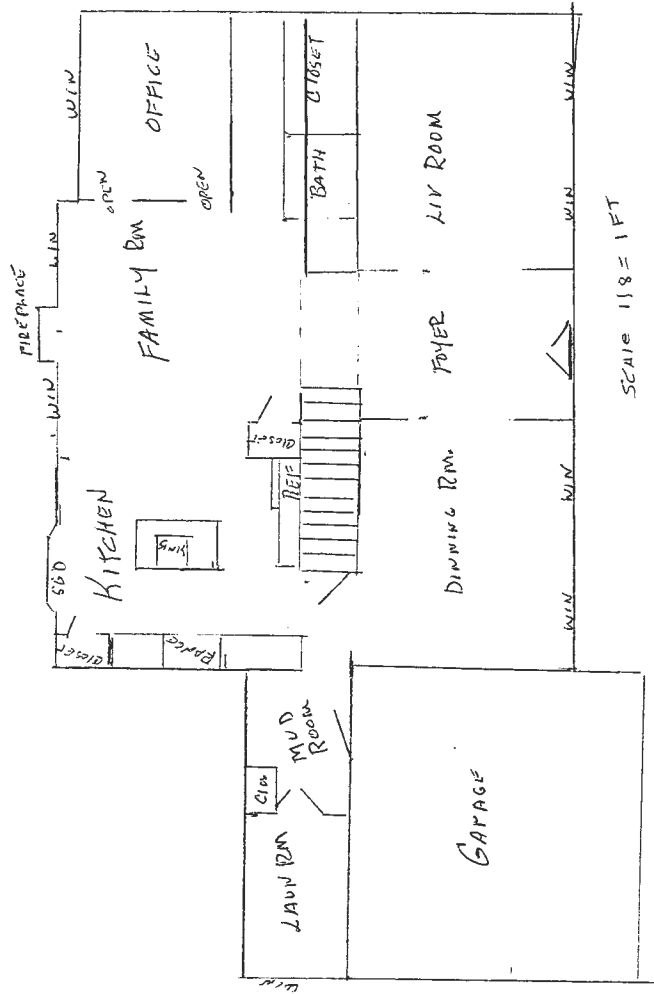 FIREPLACE
SGD
WIN
WIN
WIN
CLOSET
KITCHEN
FAMILY RM
OPEN
OFFICE
RANGE
SINK
OPEN
WIN
LAUN RM
Clo
MUD
ROOM
REF
Closet
BATH
CLOSET
GARAGE
DINNING RM.
FOYER
LIV ROOM
WIN
WIN
WIN
WIN
SCAlE 1/8 = 1FT